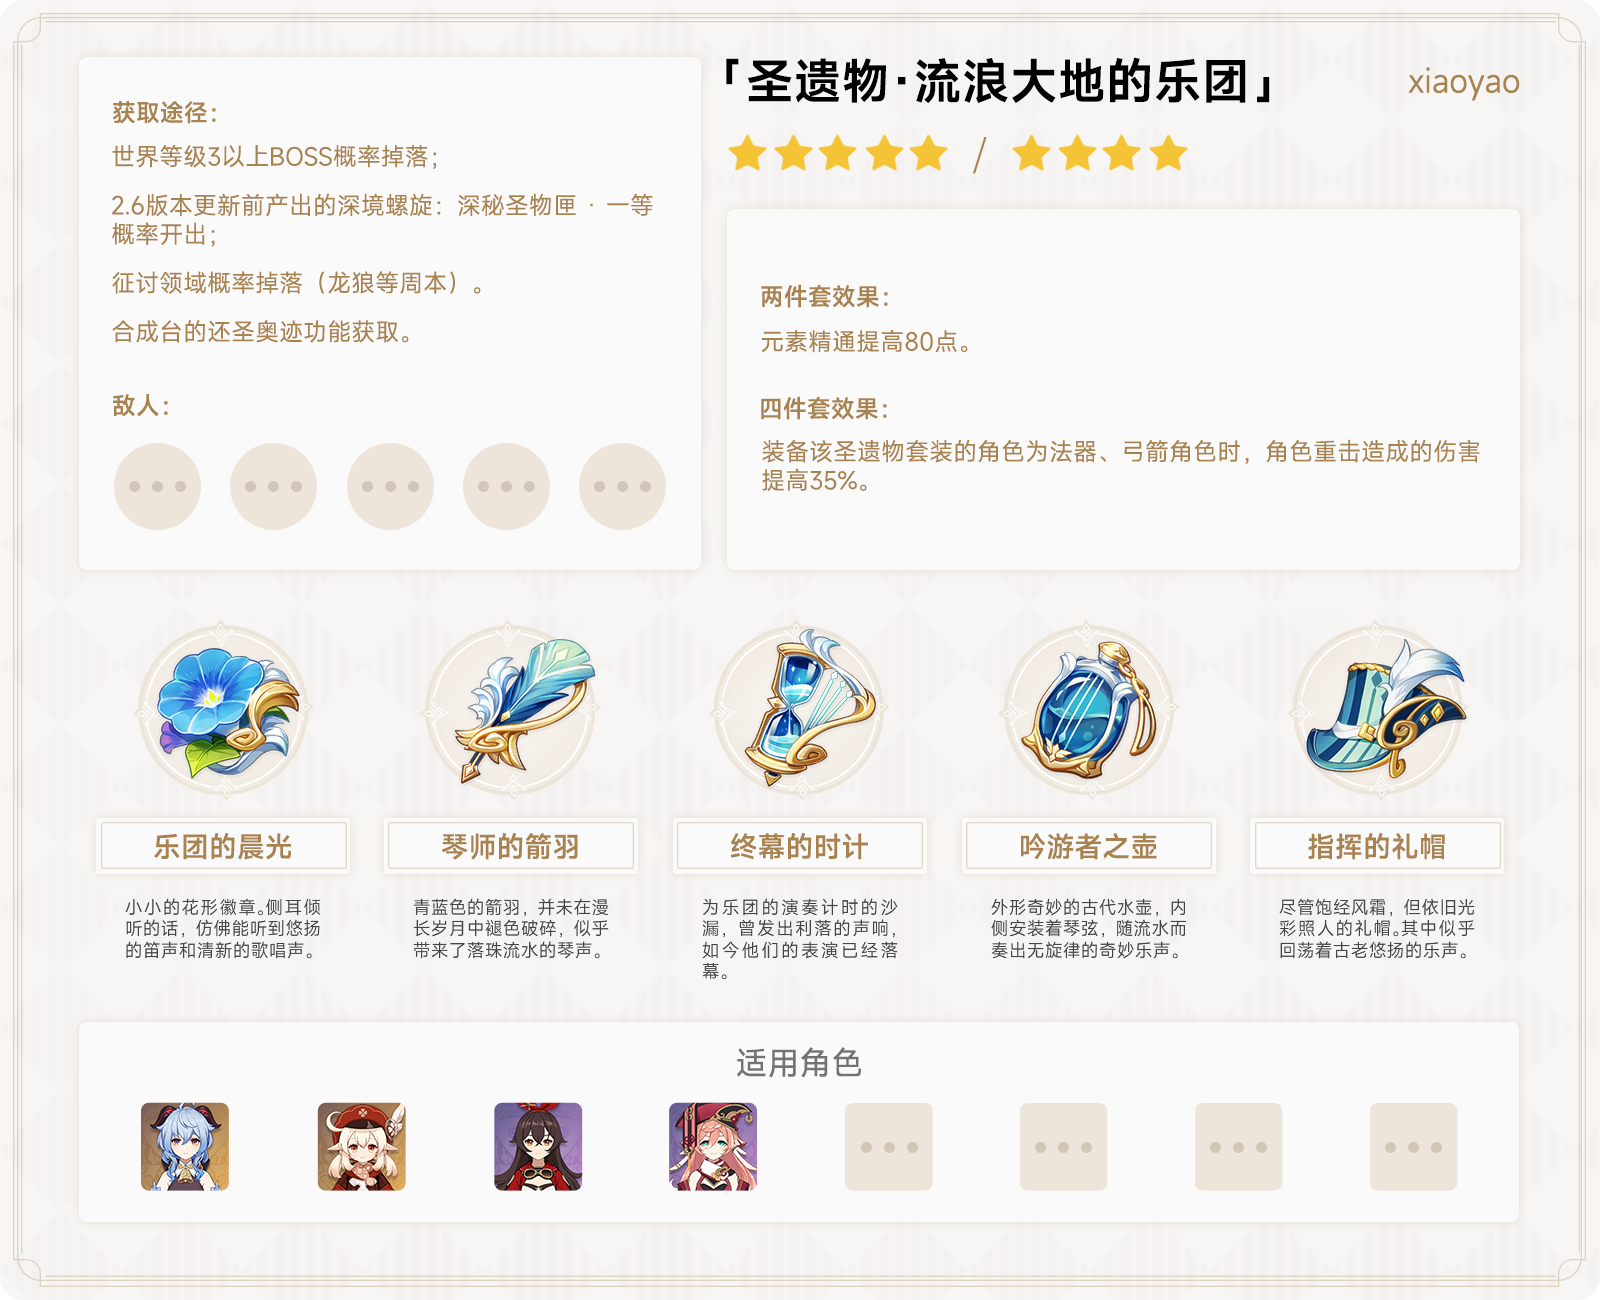 「圣遗物·流浪大地的乐团」
xiaoyao
获取途径：
世界等级3以上BOSS概率掉落；
2.6版本更新前产出的深境螺旋：深秘圣物匣 · 一等
概率开出；
征讨领域概率掉落（龙狼等周本）。
合成台的还圣奥迹功能获取。
敌人：
/
两件套效果：
元素精通提高80点。
四件套效果：
装备该圣遗物套装的角色为法器、弓箭角色时，角色重击造成的伤害
提高35%。
乐团的晨光
小小的花形徽章。侧耳倾
听的话，仿佛能听到悠扬
的笛声和清新的歌唱声。
琴师的箭羽
青蓝色的箭羽，并未在漫
长岁月中褪色破碎，似乎
带来了落珠流水的琴声。
终幕的时计
为乐团的演奏计时的沙
漏，曾发出利落的声响，
如今他们的表演已经落
幕。
吟游者之壶
外形奇妙的古代水壶，内
侧安装着琴弦，随流水而
奏出无旋律的奇妙乐声。
指挥的礼帽
尽管饱经风霜，但依旧光
彩照人的礼帽。其中似乎
回荡着古老悠扬的乐声。
适用角色